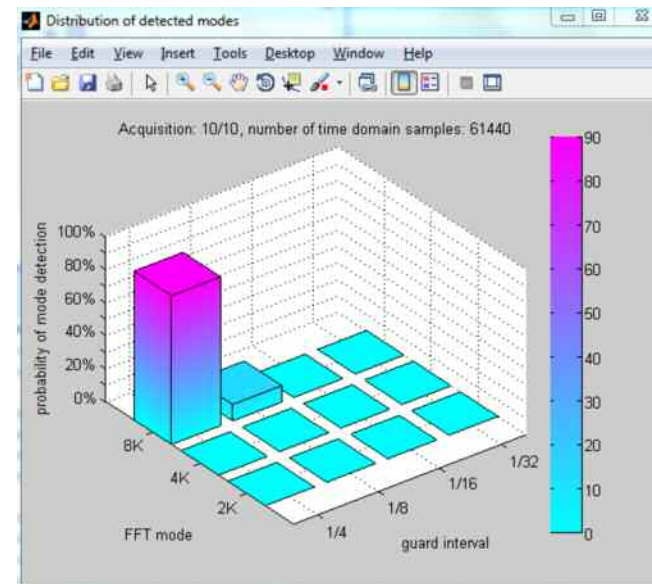 Distribution of detected modes
File Edit View Insert Tools Desktop Window Help
Acquisition: 10/10, number of time domain samples: 61440
probability of mode detection
100%
80%
60%
40%
20%
0%
8K
4K
2K
FFT mode
1/4
1/8
1/16
1/32
guard interval
90
80
70
60
50
40
30
20
10
0